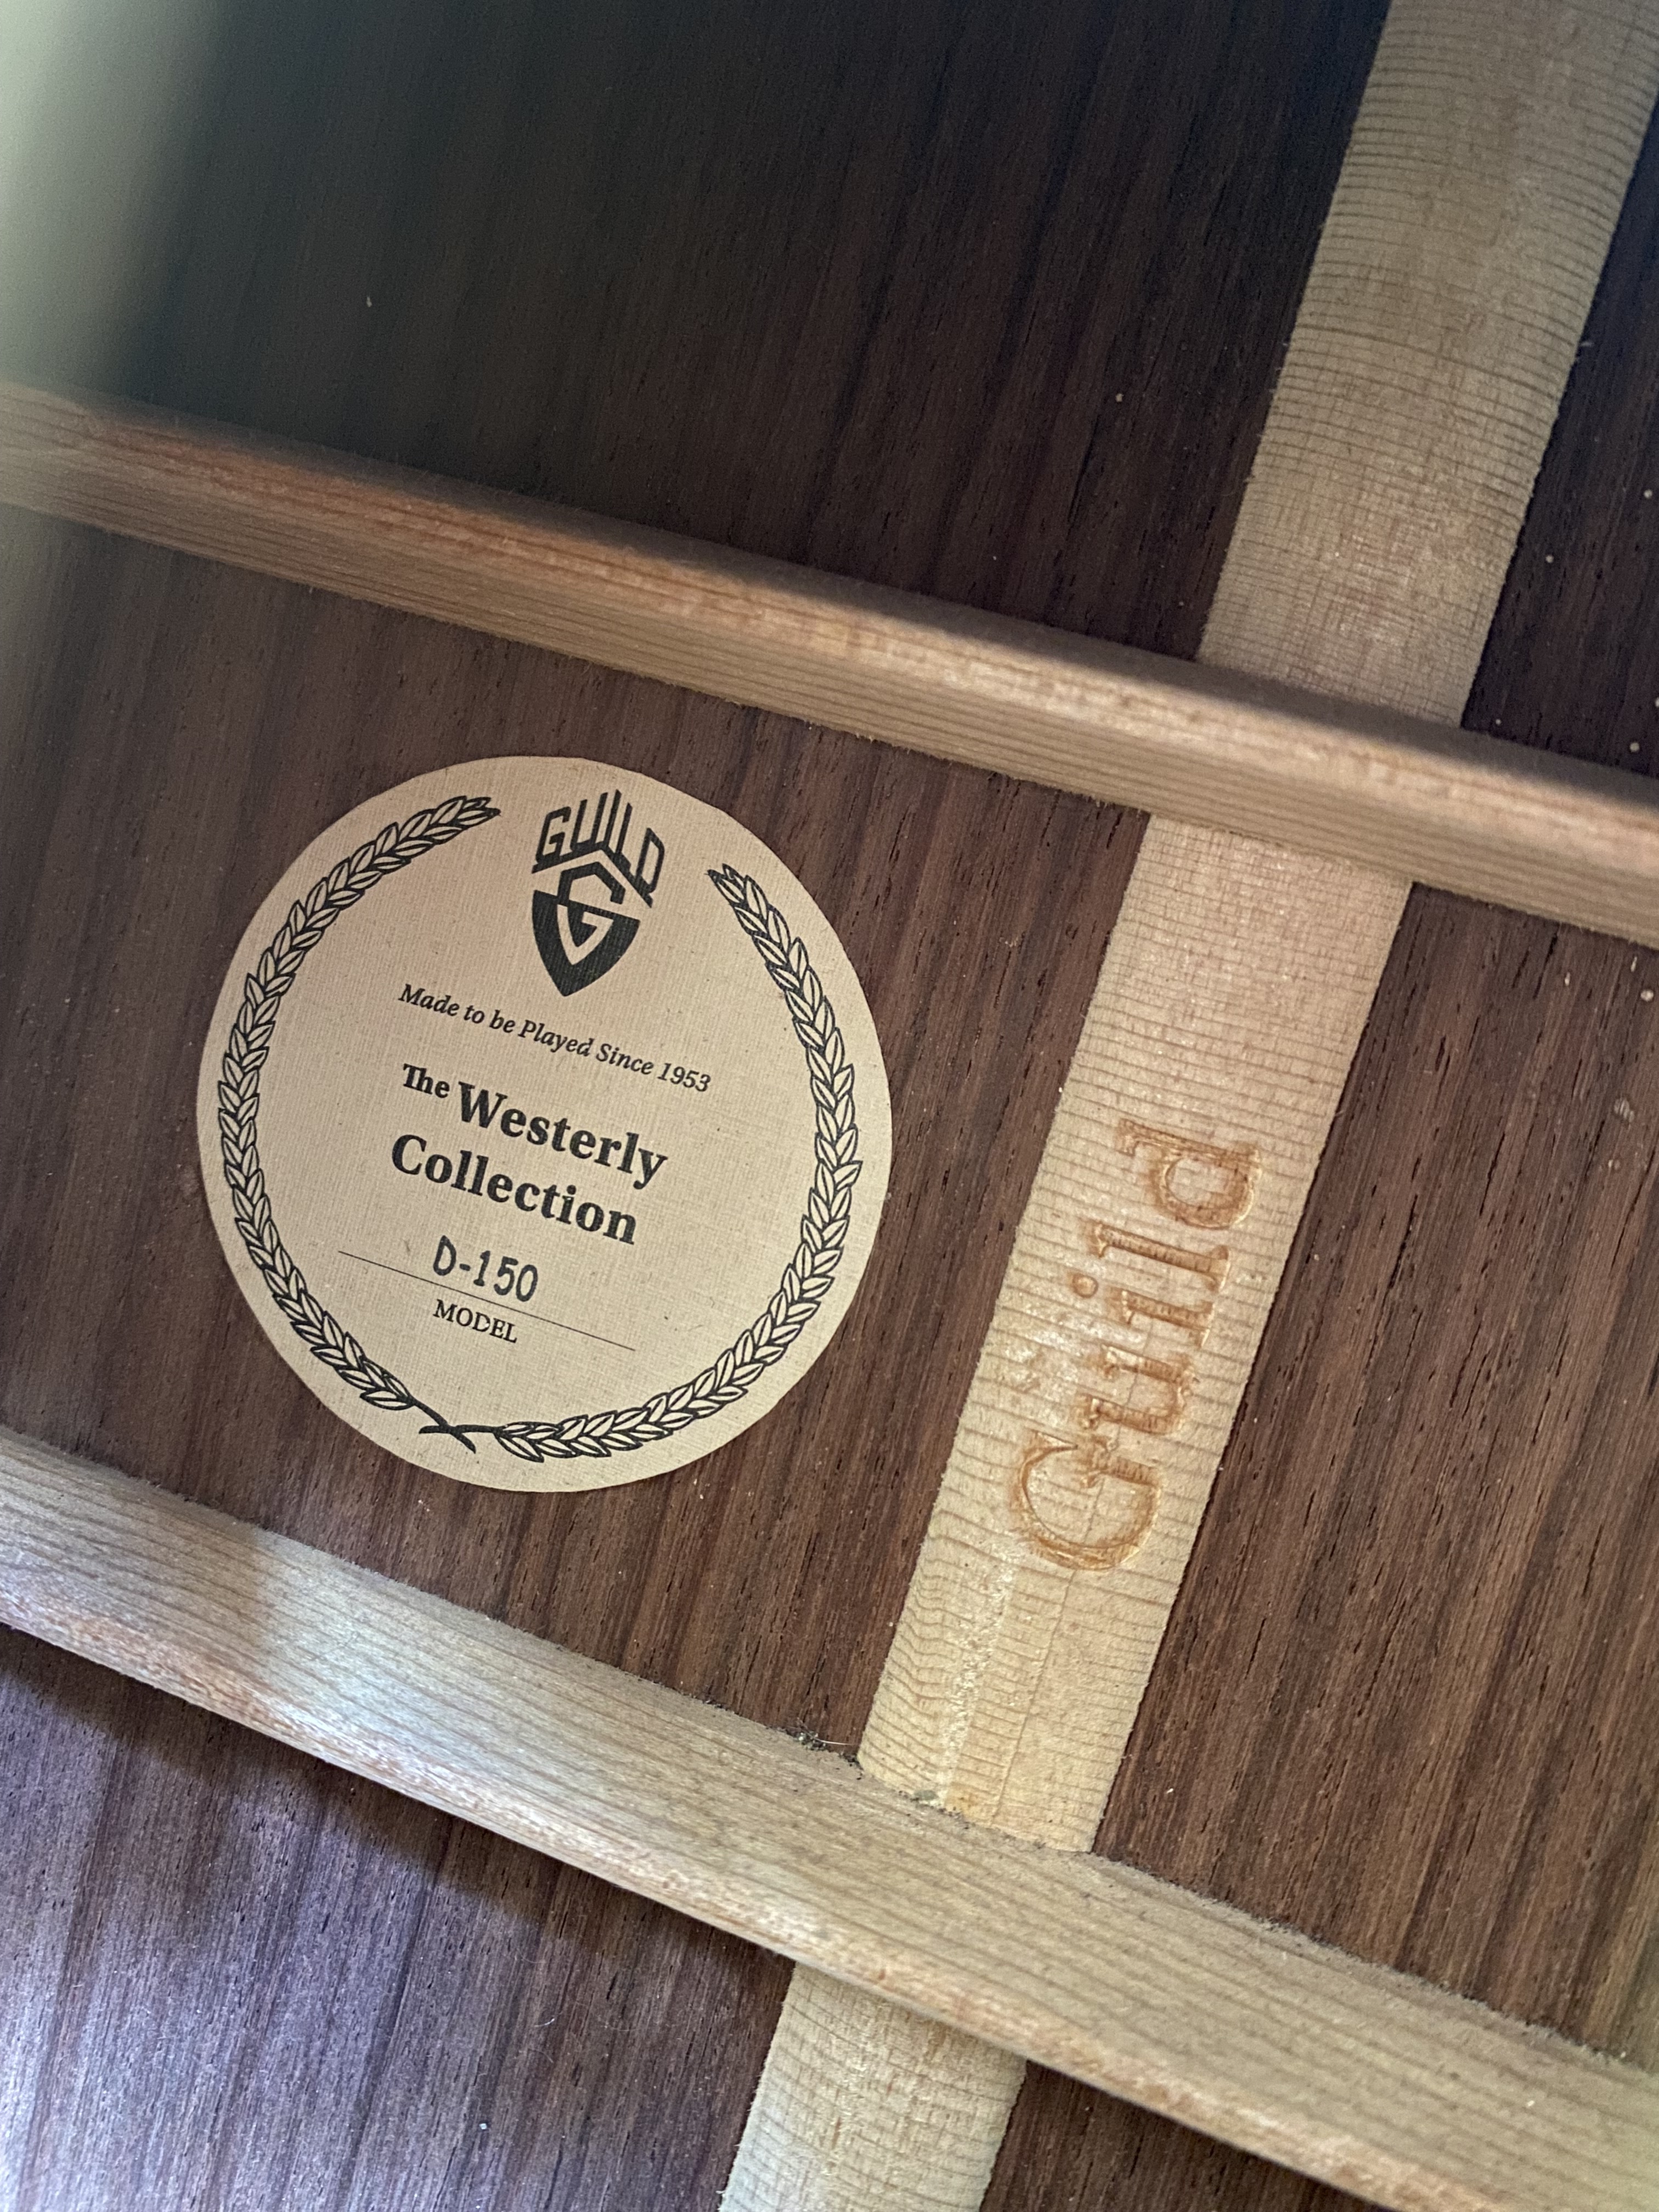 GUILD
G
Made to be Played Since 1953
The Westerly
Collection
D-150
MODEL
Guild